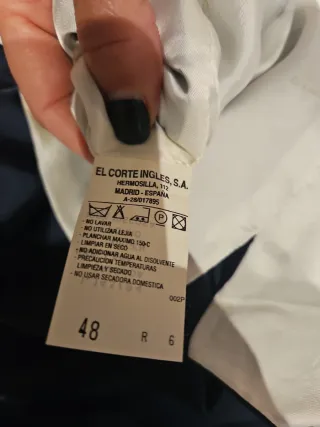 EL CORTE INGLES, S.A.
HERMOSILLA, 112
MADRID - ESPAÑA
A-28/017895
P
- NO LAVAR
- NO UTILIZAR LEJIA
- PLANCHAR MAXIMO 150·C
- LIMPIAR EN SECO
- NO ADICIONAR AGUA AL DISOLVENTE
- PRECAUCION TEMPERATURAS
LIMPIEZA Y SECADO
- NO USAR SECADORA DOMESTICA
002P
48 R 6